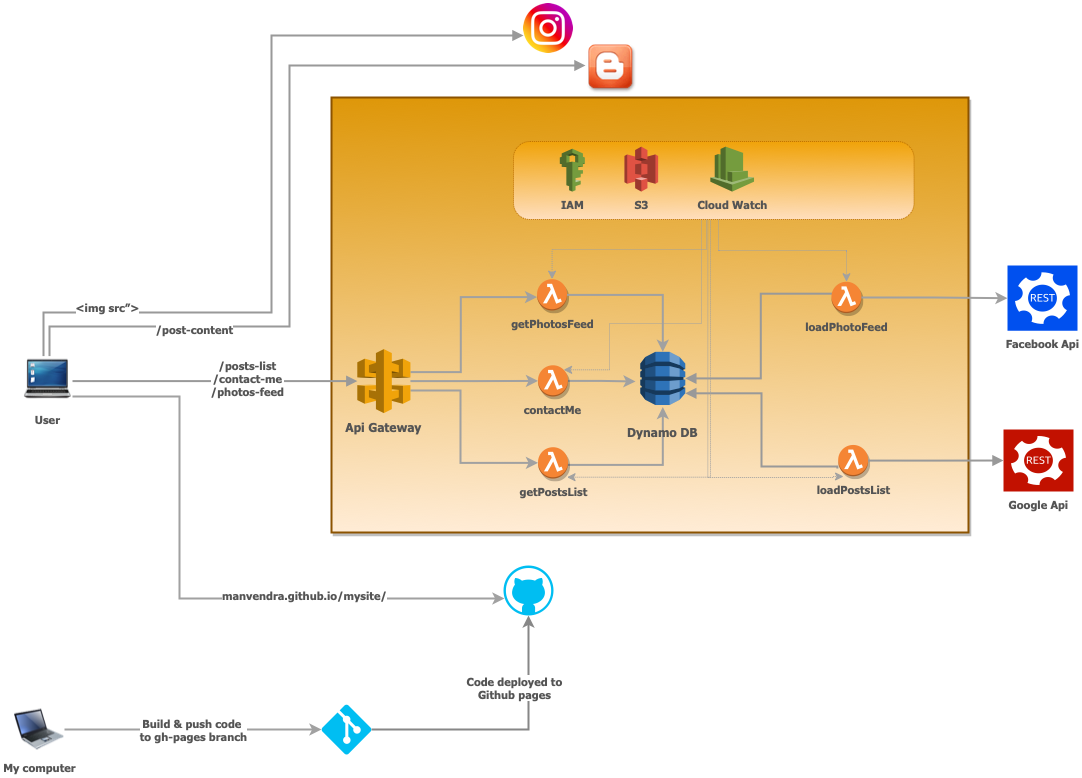 IAM
S3
Cloud Watch
<img src”>
/post-content
getPhotosFeed
loadPhotoFeed
REST
Facebook Api
/posts-list
/contact-me
/photos-feed
User
Api Gateway
contactMe
Dynamo DB
getPostsList
loadPostsList
REST
Google Api
manvendra.github.io/mysite/
Code deployed to
Github pages
Build & push code
to gh-pages branch
My computer